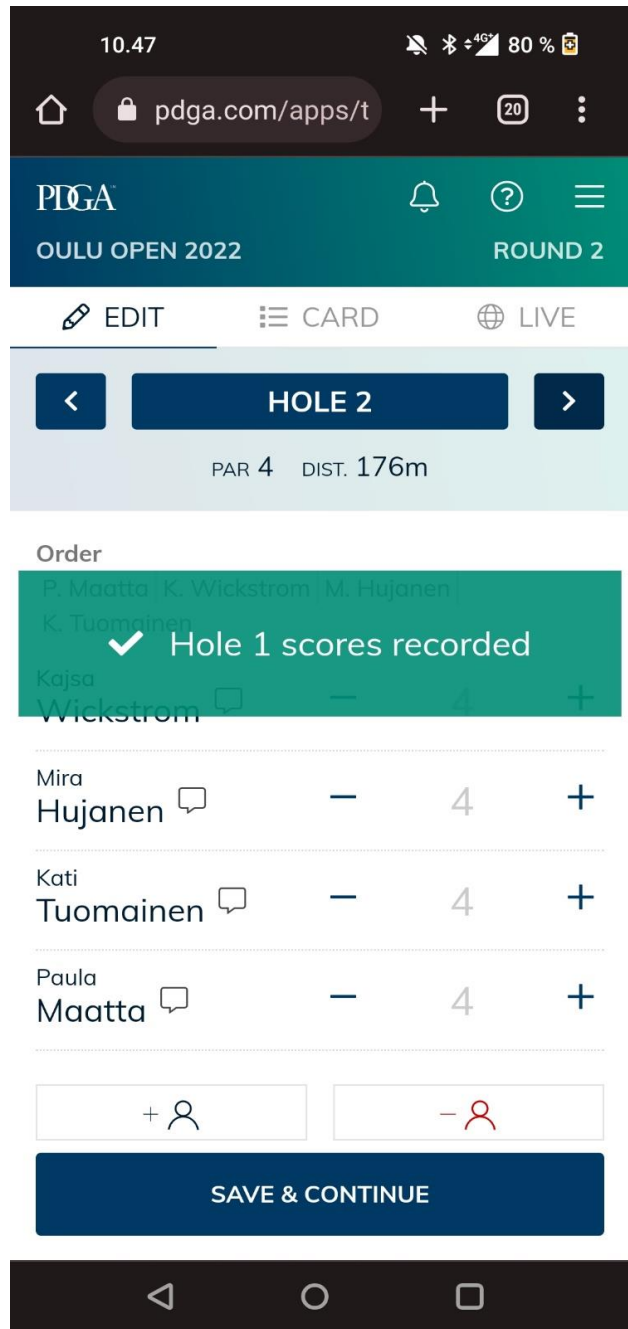 10.47 4G+ 80 %
pdga.com/apps/t 20
PDGA
OULU OPEN 2022 ROUND 2
EDIT CARD LIVE
HOLE 2
PAR 4 DIST. 176m
Order
P. Maatta K. Wickstrom M. Hujanen
K. Tuomainen
Hole 1 scores recorded
Kajsa
Wickstrom − 4 +
Mira
Hujanen − 4 +
Kati
Tuomainen − 4 +
Paula
Maatta − 4 +
+ −
SAVE & CONTINUE